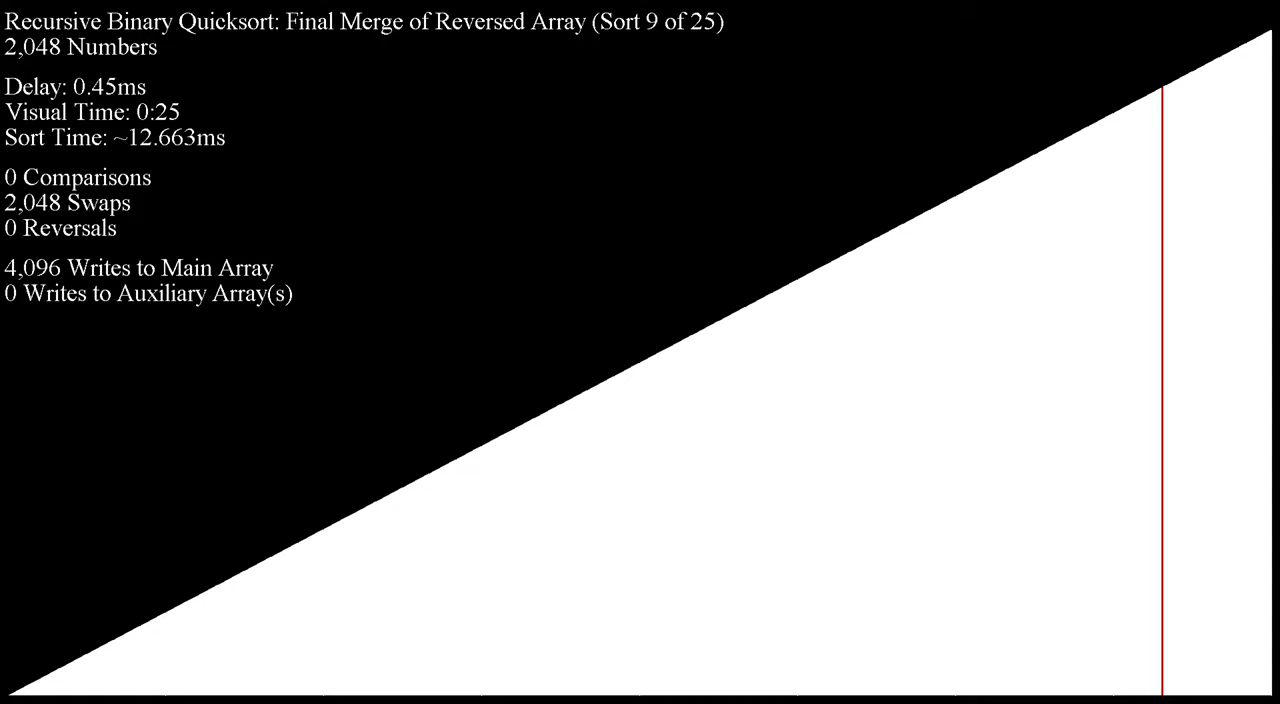 Recursive Binary Quicksort: Final Merge of Reversed Array (Sort 9 of 25)
2,048 Numbers
Delay: 0.45ms
Visual Time: 0:25
Sort Time: ~12.663ms
0 Comparisons
2,048 Swaps
0 Reversals
4,096 Writes to Main Array
0 Writes to Auxiliary Array(s)